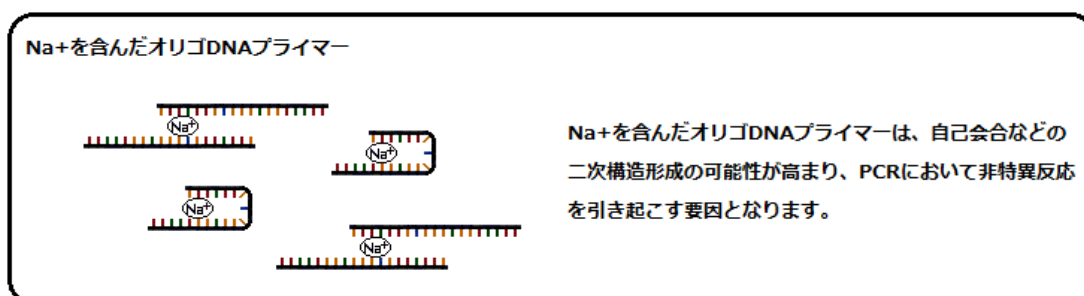 Na+を含んだオリゴDNAプライマー
Na+
Na+
Na+
Na+
Na+を含んだオリゴDNAプライマーは、自己会合などの
二次構造形成の可能性が高まり、PCRにおいて非特異反応
を引き起こす要因となります。